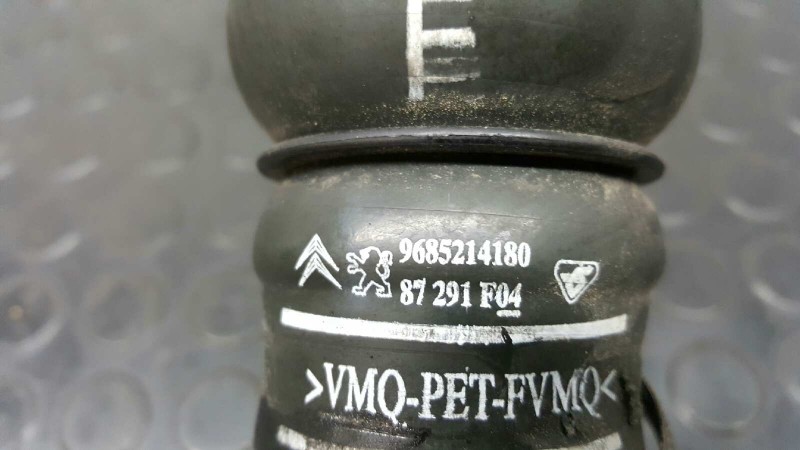 E
9685214180
87 291 F04
>VMQ-PET-FVMQ<